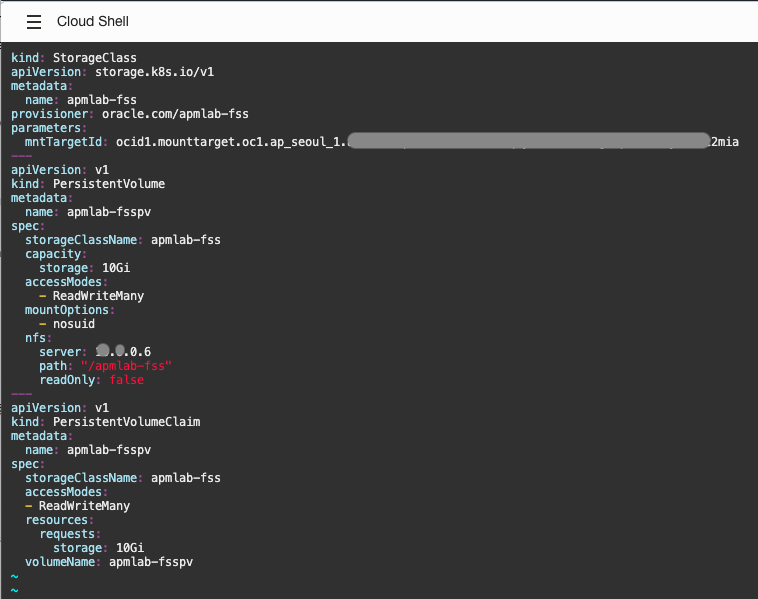 Cloud Shell
kind: StorageClass
apiVersion: storage.k8s.io/v1
metadata:
  name: apmlab-fss
provisioner: oracle.com/apmlab-fss
parameters:
  mntTargetId: ocid1.mounttarget.oc1.ap_seoul_1. 2mia
---
apiVersion: v1
kind: PersistentVolume
metadata:
  name: apmlab-fsspv
spec:
  storageClassName: apmlab-fss
  capacity:
    storage: 10Gi
  accessModes:
    - ReadWriteMany
  mountOptions:
    - nosuid
  nfs:
    server: .0.6
    path: "/apmlab-fss"
    readOnly: false
---
apiVersion: v1
kind: PersistentVolumeClaim
metadata:
  name: apmlab-fsspv
spec:
  storageClassName: apmlab-fss
  accessModes:
  - ReadWriteMany
  resources:
    requests:
      storage: 10Gi
  volumeName: apmlab-fsspv
~
~